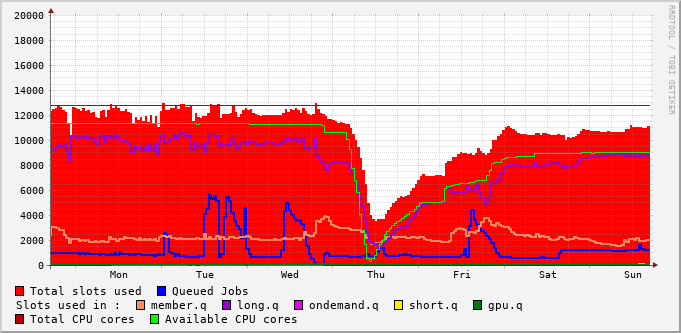 RRDTOOL / TOBI OETIKER
20000
18000
16000
14000
12000
10000
8000
6000
4000
2000
0
Mon Tue Wed Thu Fri Sat Sun
Total slots used Queued Jobs
Slots used in : member.q long.q ondemand.q short.q gpu.q
Total CPU cores Available CPU cores